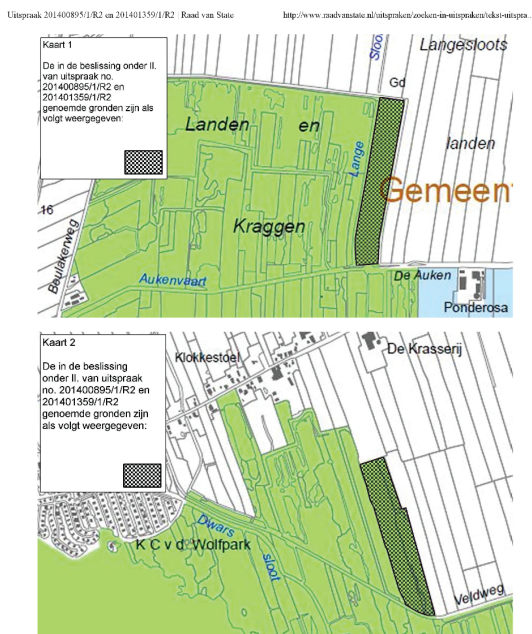 Uitspraak 201400895/1/R2 en 201401359/1/R2 | Raad van State
http://www.raadvanstate.nl/uitspraken/zoeken-in-uitspraken/tekst-uitspra...
Kaart 1
De in de beslissing onder II.
van uitspraak no.
201400895/1/R2 en
201401359/1/R2
genoemde gronden zijn als
volgt weergegeven:
Sloot
Langesloots
Gd
Landen en
Lange
landen
Gemeen
16
Kraggen
Beulakerweg
Aukenvaart
De Auken
Ponderosa
Kaart 2
De in de beslissing
onder II. van uitspraak
no. 201400895/1/R2 en
201401359/1/R2
genoemde gronden zijn
als volgt weergegeven:
Klokkestoel
De Krasserij
Dwars
sloot
K C v d Wolfpark
Veldweg